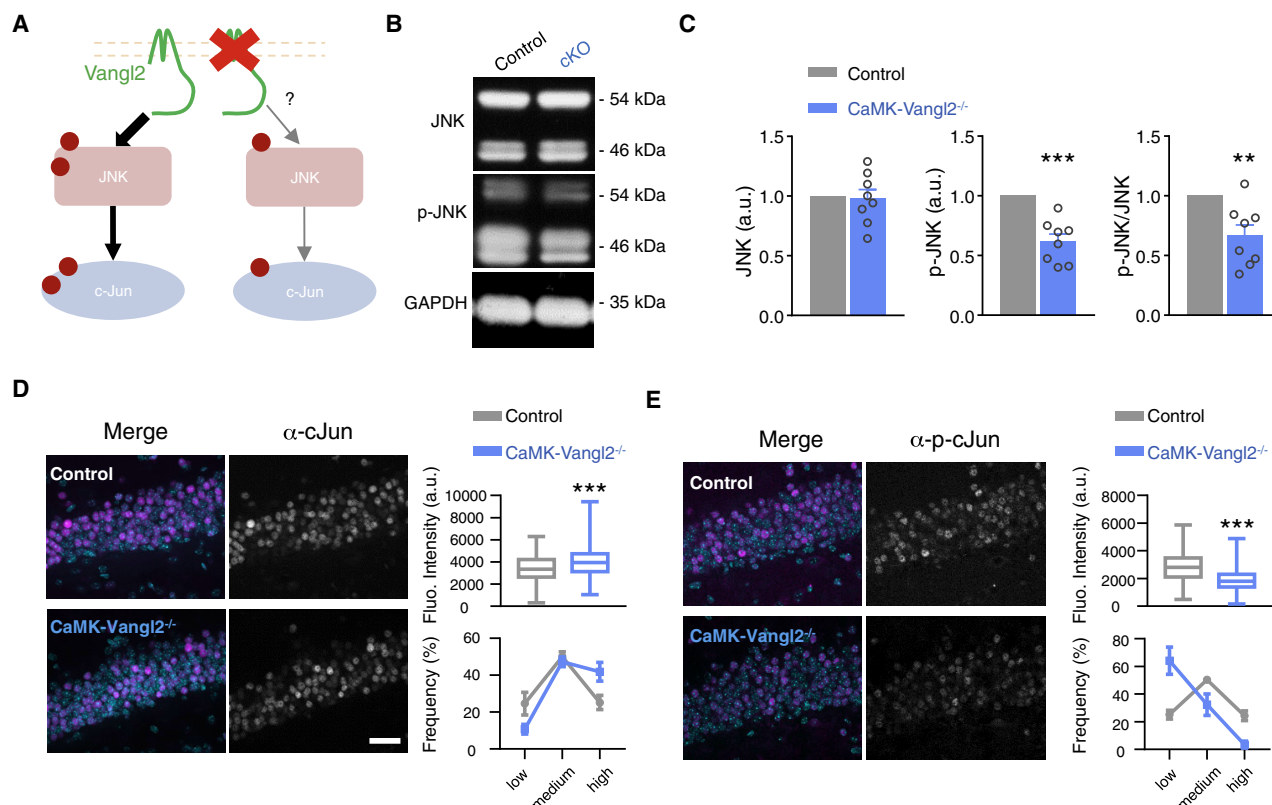 A
Vangl2
?
JNK
JNK
c-Jun
c-Jun
B
Control
cKO
JNK
- 54 kDa
- 46 kDa
p-JNK
- 54 kDa
- 46 kDa
GAPDH
- 35 kDa
C
Control
CaMK-Vangl2-/-
JNK (a.u.)
1.5
1.0
0.5
0.0
p-JNK (a.u.)
1.5
1.0
0.5
0.0
***
p-JNK/JNK
1.5
1.0
0.5
0.0
**
D
Merge
α-cJun
Control
CaMK-Vangl2-/-
Control
CaMK-Vangl2-/-
Fluo. Intensity (a.u.)
10000
8000
6000
4000
2000
0
***
Frequency (%)
60
40
20
0
low
medium
high
E
Merge
α-p-cJun
Control
CaMK-Vangl2-/-
Control
CaMK-Vangl2-/-
Fluo. Intensity (a.u.)
8000
6000
4000
2000
0
***
Frequency (%)
80
60
40
20
0
low
medium
high